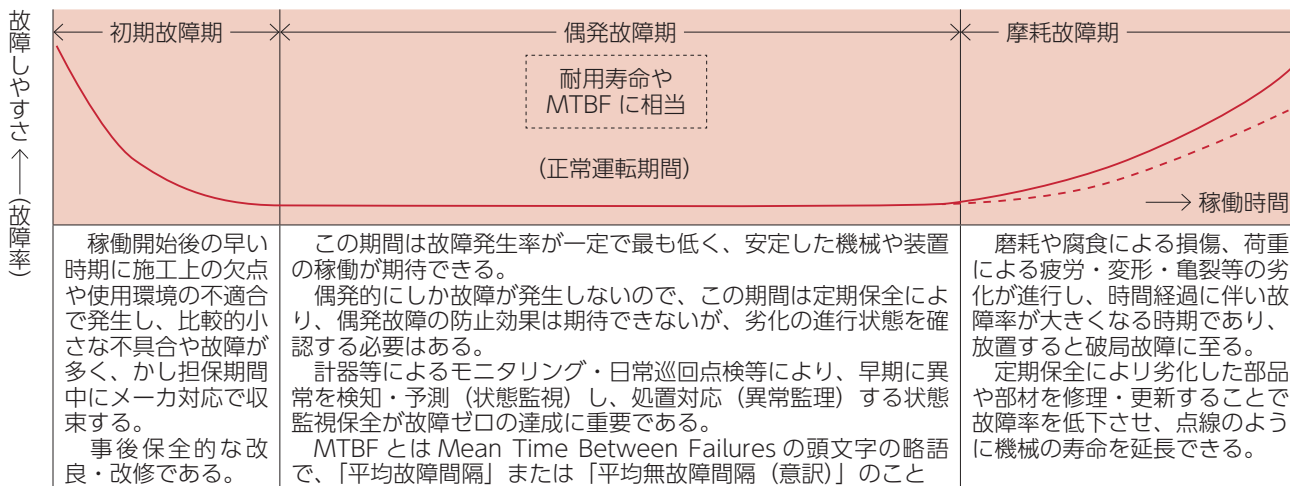 故障しやすさ ←── (故障率)
初期故障期
偶発故障期
摩耗故障期
耐用寿命や
MTBF に相当
(正常運転期間)
→ 稼働時間
稼働開始後の早い
時期に施工上の欠点
や使用環境の不適合
で発生し、比較的小
さな不具合や故障が
多く、かし担保期間
中にメーカ対応で収
束する。
事後保全的な改
良・改修である。
この期間は故障発生率が一定で最も低く、安定した機械や装置
の稼働が期待できる。
偶発的にしか故障が発生しないので、この期間は定期保全によ
り、偶発故障の防止効果は期待できないが、劣化の進行状態を確
認する必要はある。
計器等によるモニタリング・日常巡回点検等により、早期に異
常を検知・予測（状態監視）し、処置対応（異常監理）する状態
監視保全が故障ゼロの達成に重要である。
MTBF とは Mean Time Between Failures の頭文字の略語
で、「平均故障間隔」または「平均無故障間隔（意訳）」のこと
磨耗や腐食による損傷、荷重
による疲労・変形・亀裂等の劣
化が進行し、時間経過に伴い故
障率が大きくなる時期であり、
放置すると破局故障に至る。
定期保全により劣化した部品
や部材を修理・更新することで
故障率を低下させ、点線のよう
に機械の寿命を延長できる。